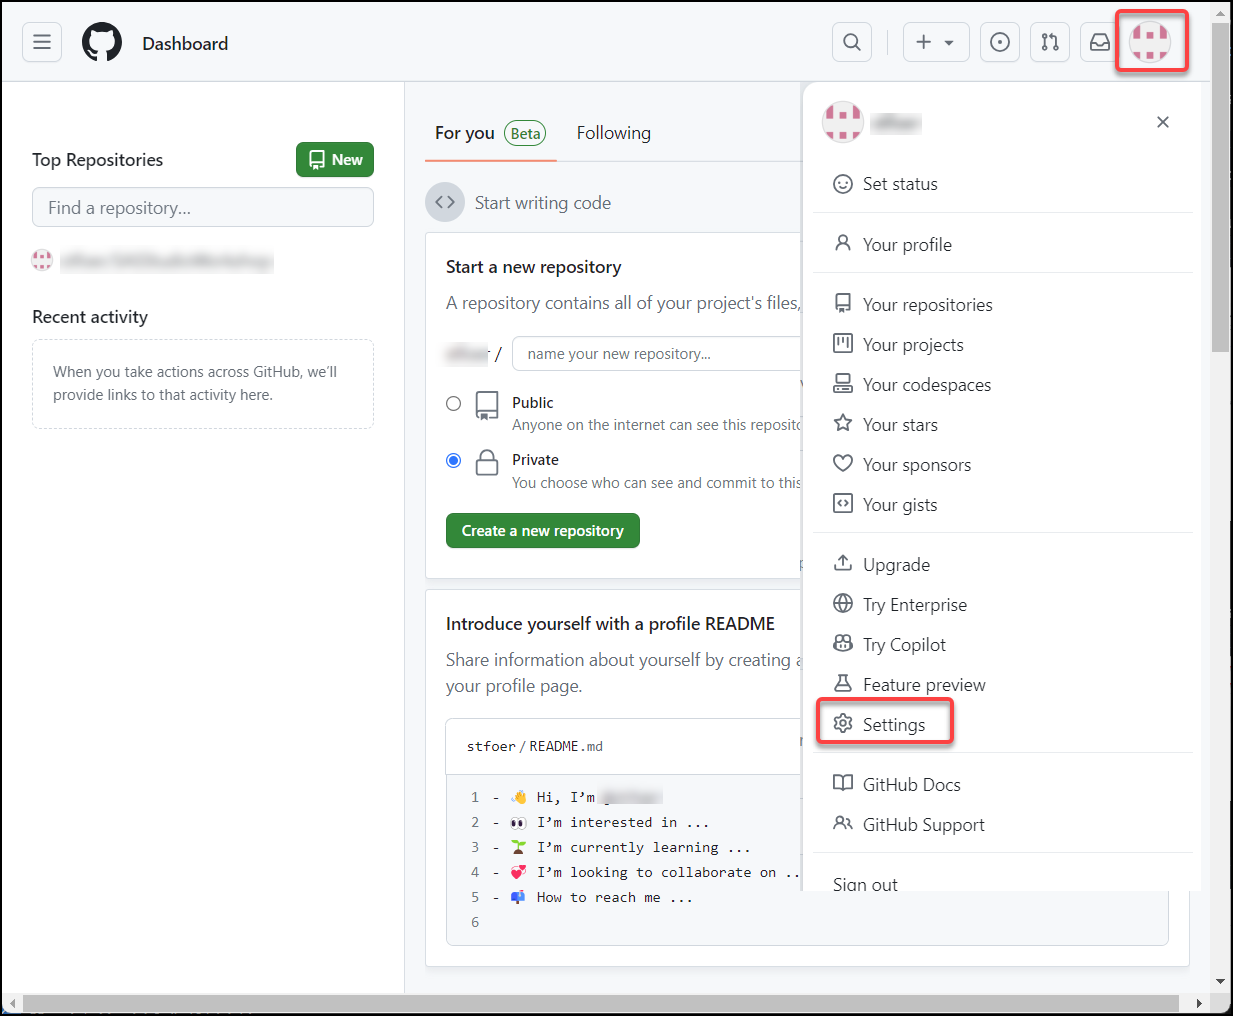 Dashboard
Top Repositories
New
Find a repository...
Recent activity
When you take actions across GitHub, we'll
provide links to that activity here.
For you Beta Following
Start writing code
Start a new repository
A repository contains all of your project's files,
/ name your new repository...
Public
Anyone on the internet can see this reposito
Private
You choose who can see and commit to this
Create a new repository
Introduce yourself with a profile README
Share information about yourself by creating a
your profile page.
stfoer / README.md
1 - 👋 Hi, I’m
2 - 👀 I’m interested in ...
3 - 🌱 I’m currently learning ...
4 - 💞️ I’m looking to collaborate on ..
5 - 📫 How to reach me ...
6
Set status
Your profile
Your repositories
Your projects
Your codespaces
Your stars
Your sponsors
Your gists
Upgrade
Try Enterprise
Try Copilot
Feature preview
Settings
GitHub Docs
GitHub Support
Sign out